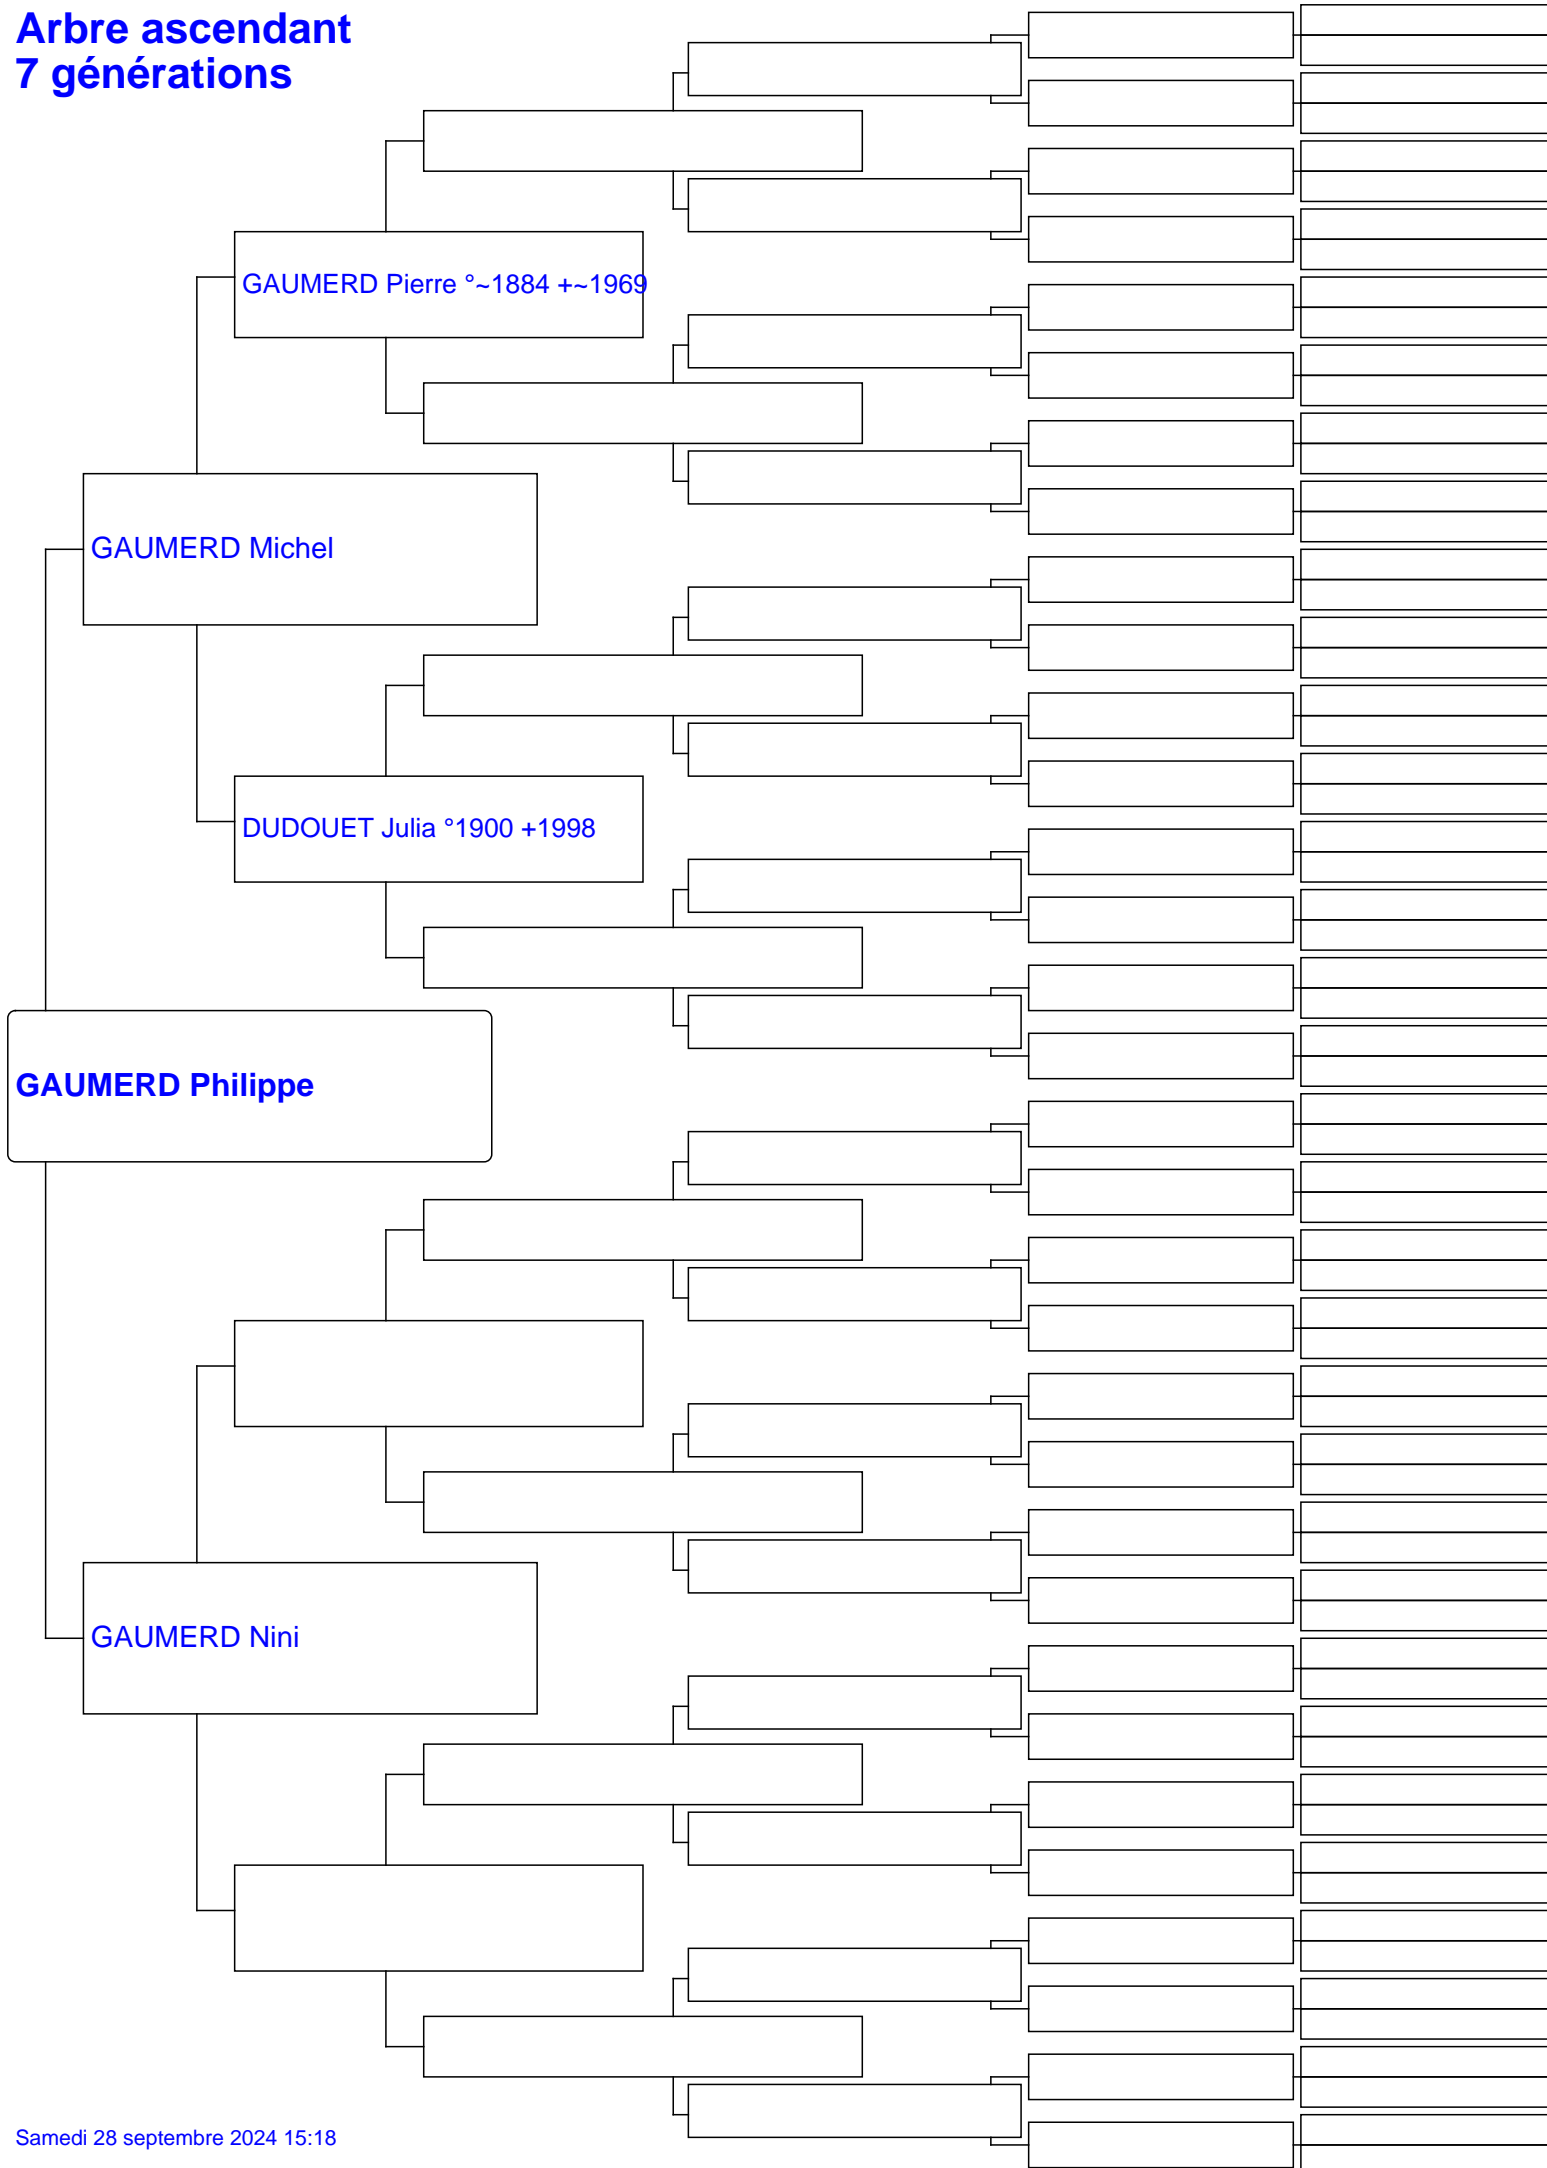 Arbre ascendant
7 générations
GAUMERD Pierre °~1884 +~1969
GAUMERD Michel
DUDOUET Julia °1900 +1998
GAUMERD Philippe
GAUMERD Nini
Samedi 28 septembre 2024 15:18